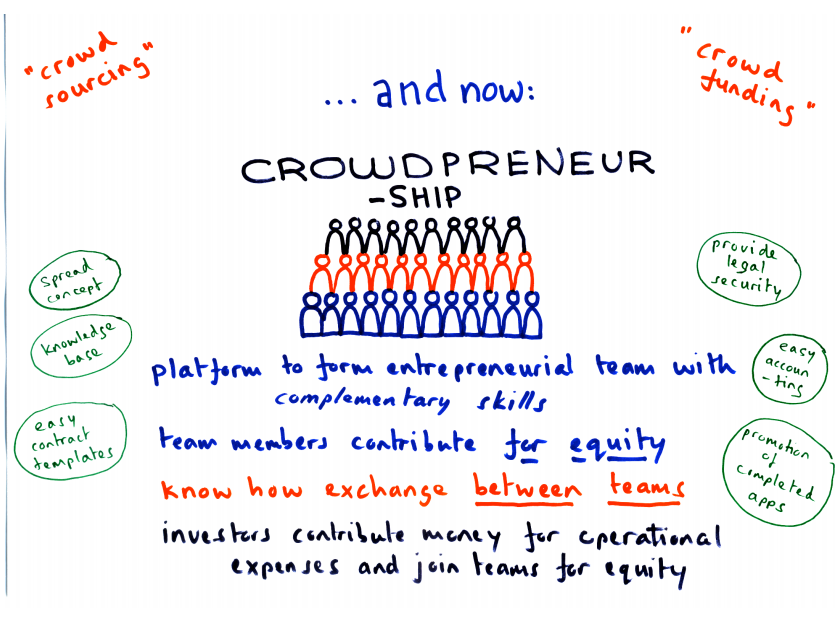 "crowd
sourcing"
"crowd
funding"
... and now:
CROWDPRENEUR
-SHIP
spread
concept
knowledge
base
easy
contract
templates
provide
legal
security
easy
accoun
-ting
promotion
of
completed
apps
platform to form entrepreneurial team with
complementary skills
team members contribute for equity
know how exchange between teams
investors contribute money for operational
expenses and join teams for equity